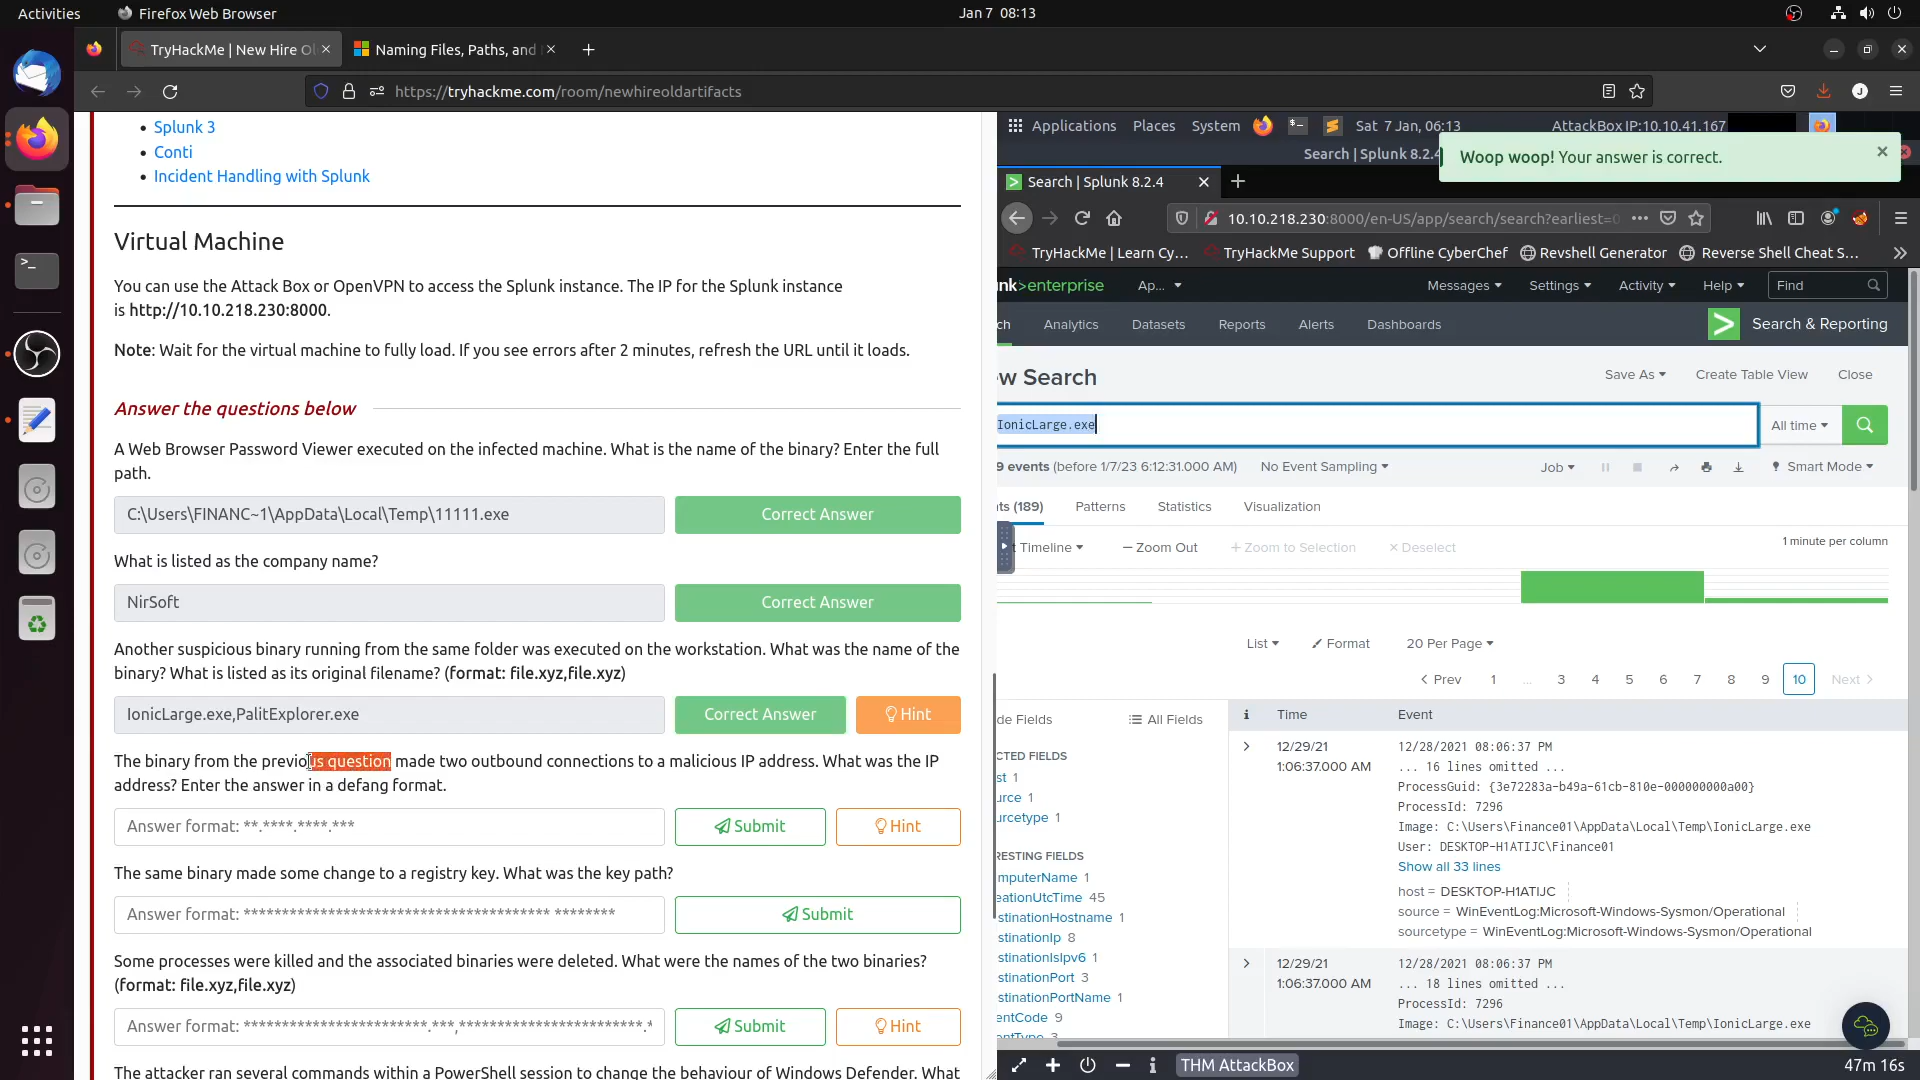 Activities
Firefox Web Browser
Jan 7 08:13
TryHackMe | New Hire Ol
Naming Files, Paths, and
https://tryhackme.com/room/newhireoldartifacts
Splunk 3
Conti
Incident Handling with Splunk
Virtual Machine
You can use the Attack Box or OpenVPN to access the Splunk instance. The IP for the Splunk instance
is http://10.10.218.230:8000.
Note: Wait for the virtual machine to fully load. If you see errors after 2 minutes, refresh the URL until it loads.
Answer the questions below
A Web Browser Password Viewer executed on the infected machine. What is the name of the binary? Enter the full
path.
C:\Users\FINANC~1\AppData\Local\Temp\11111.exe
Correct Answer
What is listed as the company name?
NirSoft
Correct Answer
Another suspicious binary running from the same folder was executed on the workstation. What was the name of the
binary? What is listed as its original filename? (format: file.xyz,file.xyz)
IonicLarge.exe,PalitExplorer.exe
Correct Answer
Hint
The binary from the previous question made two outbound connections to a malicious IP address. What was the IP
address? Enter the answer in a defang format.
Answer format: **.****.****.***
Submit
Hint
The same binary made some change to a registry key. What was the key path?
Answer format: **************************************** ********
Submit
Some processes were killed and the associated binaries were deleted. What were the names of the two binaries?
(format: file.xyz,file.xyz)
Answer format: ************************.***,************************.*
Submit
Hint
The attacker ran several commands within a PowerShell session to change the behaviour of Windows Defender. What
Applications Places System
Sat 7 Jan, 06:13
AttackBox IP:10.10.41.167
Search | Splunk 8.2.4
Woop woop! Your answer is correct.
Search | Splunk 8.2.4
10.10.218.230:8000/en-US/app/search/search?earliest=0
TryHackMe | Learn Cy...
TryHackMe Support
Offline CyberChef
Revshell Generator
Reverse Shell Cheat S...
nk>enterprise
Ap...
Messages
Settings
Activity
Help
Find
ch
Analytics
Datasets
Reports
Alerts
Dashboards
Search & Reporting
w Search
Save As
Create Table View
Close
IonicLarge.exe
All time
9 events (before 1/7/23 6:12:31.000 AM)
No Event Sampling
Job
Smart Mode
ts (189)
Patterns
Statistics
Visualization
t Timeline
— Zoom Out
+ Zoom to Selection
× Deselect
1 minute per column
List
Format
20 Per Page
< Prev 1 ... 3 4 5 6 7 8 9 10 Next >
de Fields
All Fields
i
Time
Event
CTED FIELDS
st 1
urce 1
urcetype 1
RESTING FIELDS
mputerName 1
eationUtcTime 45
stinationHostname 1
stinationIp 8
stinationIsIpv6 1
stinationPort 3
stinationPortName 1
entCode 9
entType 3
12/29/21
1:06:37.000 AM
12/28/2021 08:06:37 PM
... 16 lines omitted ...
ProcessGuid: {3e72283a-b49a-61cb-810e-000000000a00}
ProcessId: 7296
Image: C:\Users\Finance01\AppData\Local\Temp\IonicLarge.exe
User: DESKTOP-H1ATIJC\Finance01
Show all 33 lines
host = DESKTOP-H1ATIJC
source = WinEventLog:Microsoft-Windows-Sysmon/Operational
sourcetype = WinEventLog:Microsoft-Windows-Sysmon/Operational
12/29/21
1:06:37.000 AM
12/28/2021 08:06:37 PM
... 18 lines omitted ...
ProcessId: 7296
Image: C:\Users\Finance01\AppData\Local\Temp\IonicLarge.exe
THM AttackBox
47m 16s